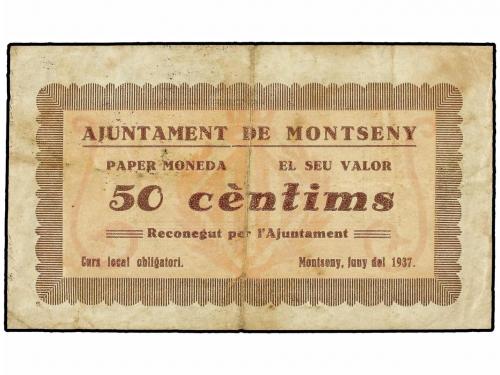 AJUNTAMENT DE MONTSENY
PAPER MONEDA EL SEU VALOR
50 cèntims
Reconegut per l'Ajuntament
Curs local obligatori. Montseny, juny del 1937.